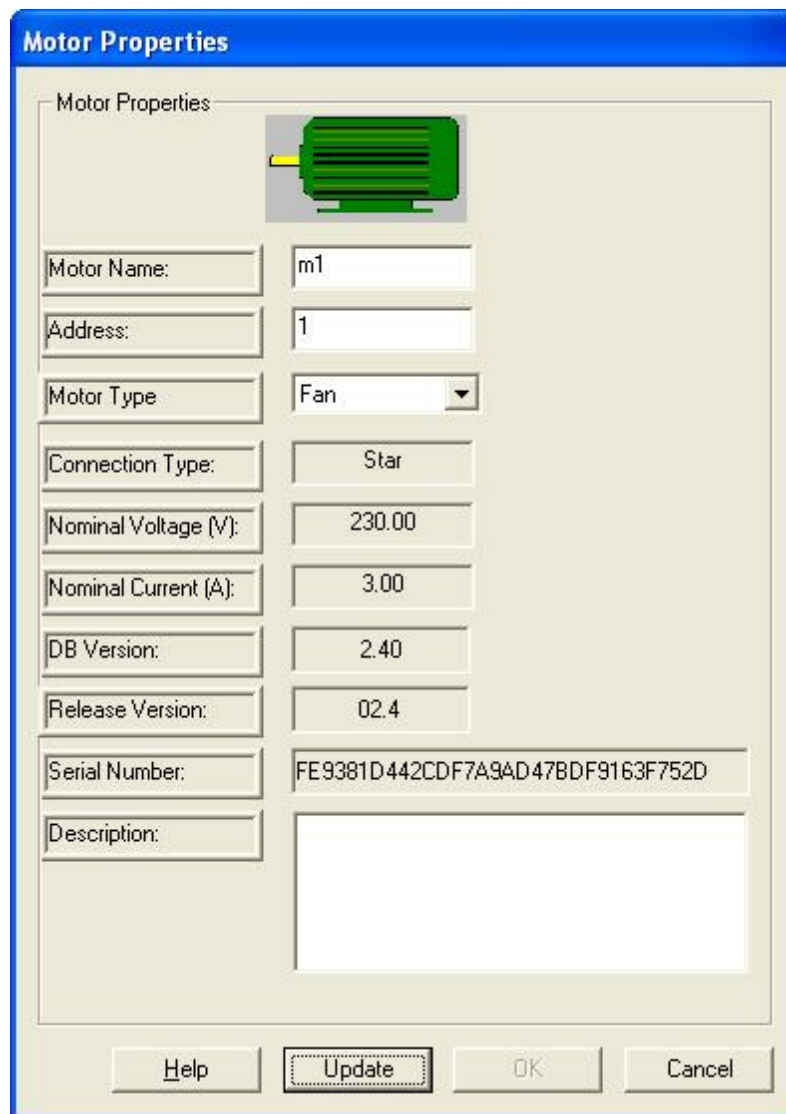 Motor Properties
Motor Properties
Motor Name: m1
Address: 1
Motor Type Fan
Connection Type: Star
Nominal Voltage (V): 230.00
Nominal Current (A): 3.00
DB Version: 2.40
Release Version: 02.4
Serial Number: FE9381D442CDF7A9AD47BDF9163F752D
Description:
Help Update OK Cancel